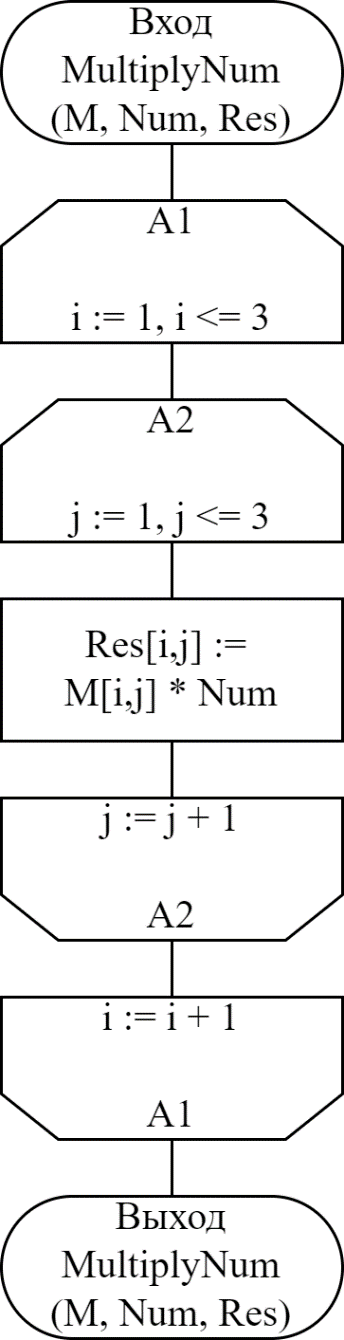 Вход
MultiplyNum
(M, Num, Res)
A1
i := 1, i <= 3
A2
j := 1, j <= 3
Res[i,j] :=
M[i,j] * Num
j := j + 1
A2
i := i + 1
A1
Выход
MultiplyNum
(M, Num, Res)